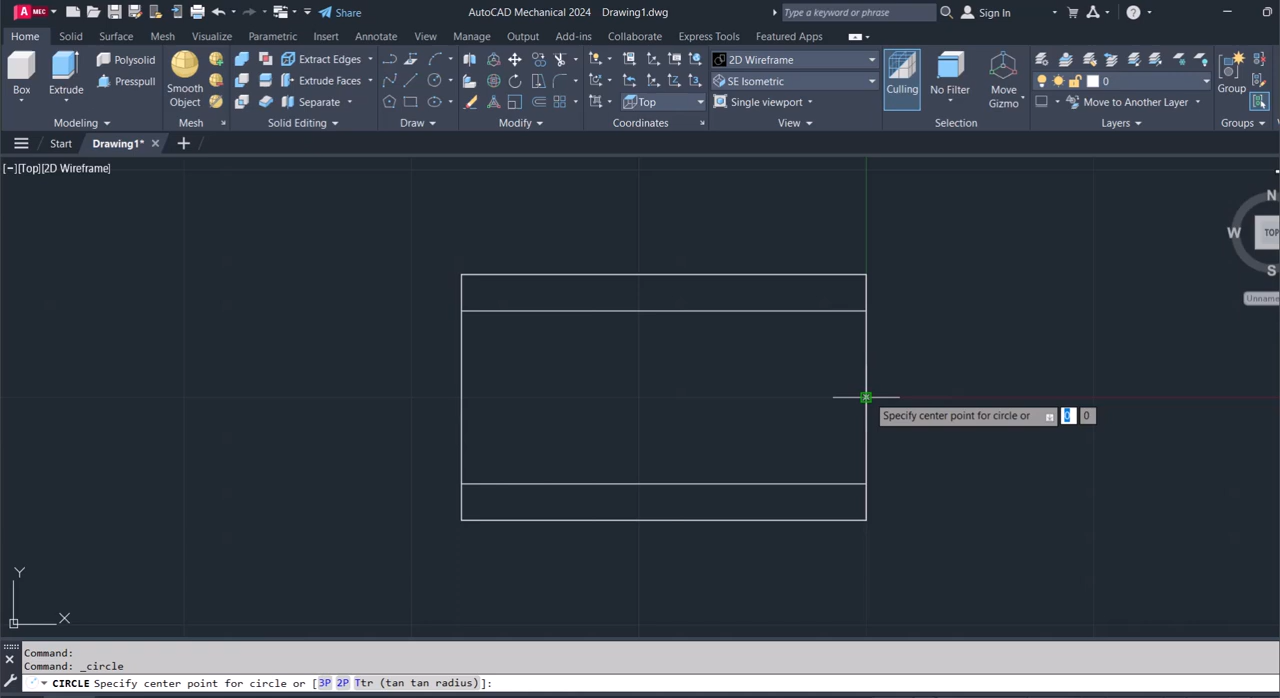 A MEC Share AutoCAD Mechanical 2024 Drawing1.dwg Type a keyword or phrase Sign In
Home Solid Surface Mesh Visualize Parametric Insert Annotate View Manage Output Add-ins Collaborate Express Tools Featured Apps
Polysolid Extract Edges 2D Wireframe
Presspull Extrude Faces SE Isometric
Box Extrude Smooth Object Separate Top Single viewport Culling No Filter Move Gizmo 0 Move to Another Layer Group
Modeling Mesh Solid Editing Draw Modify Coordinates View Selection Layers Groups
Start Drawing1*
[−][Top][2D Wireframe]
N
W TOP
S
Unname
Specify center point for circle or 0 0
Y
X
Command:
Command: _circle
CIRCLE Specify center point for circle or [3P 2P Ttr (tan tan radius)]: